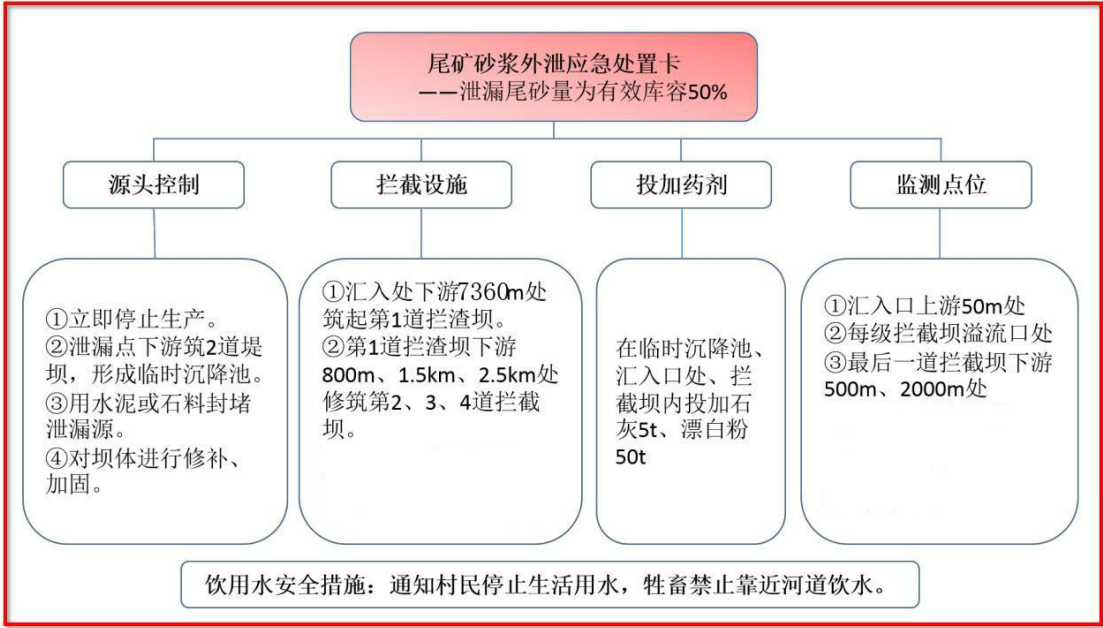 尾矿砂浆外泄应急处置卡
——泄漏尾砂量为有效库容50%
源头控制
①立即停止生产。
②泄漏点下游筑2道堤
坝，形成临时沉降池。
③用水泥或石料封堵
泄漏源。
④对坝体进行修补、
加固。
拦截设施
①汇入处下游7360m处
筑起第1道拦渣坝。
②第1道拦渣坝下游
800m、1.5km、2.5km处
修筑第2、3、4道拦截
坝。
投加药剂
在临时沉降池、
汇入口处、拦
截坝内投加石
灰5t、漂白粉
50t
监测点位
①汇入口上游50m处
②每级拦截坝溢流口处
③最后一道拦截坝下游
500m、2000m处
饮用水安全措施：通知村民停止生活用水，牲畜禁止靠近河道饮水。